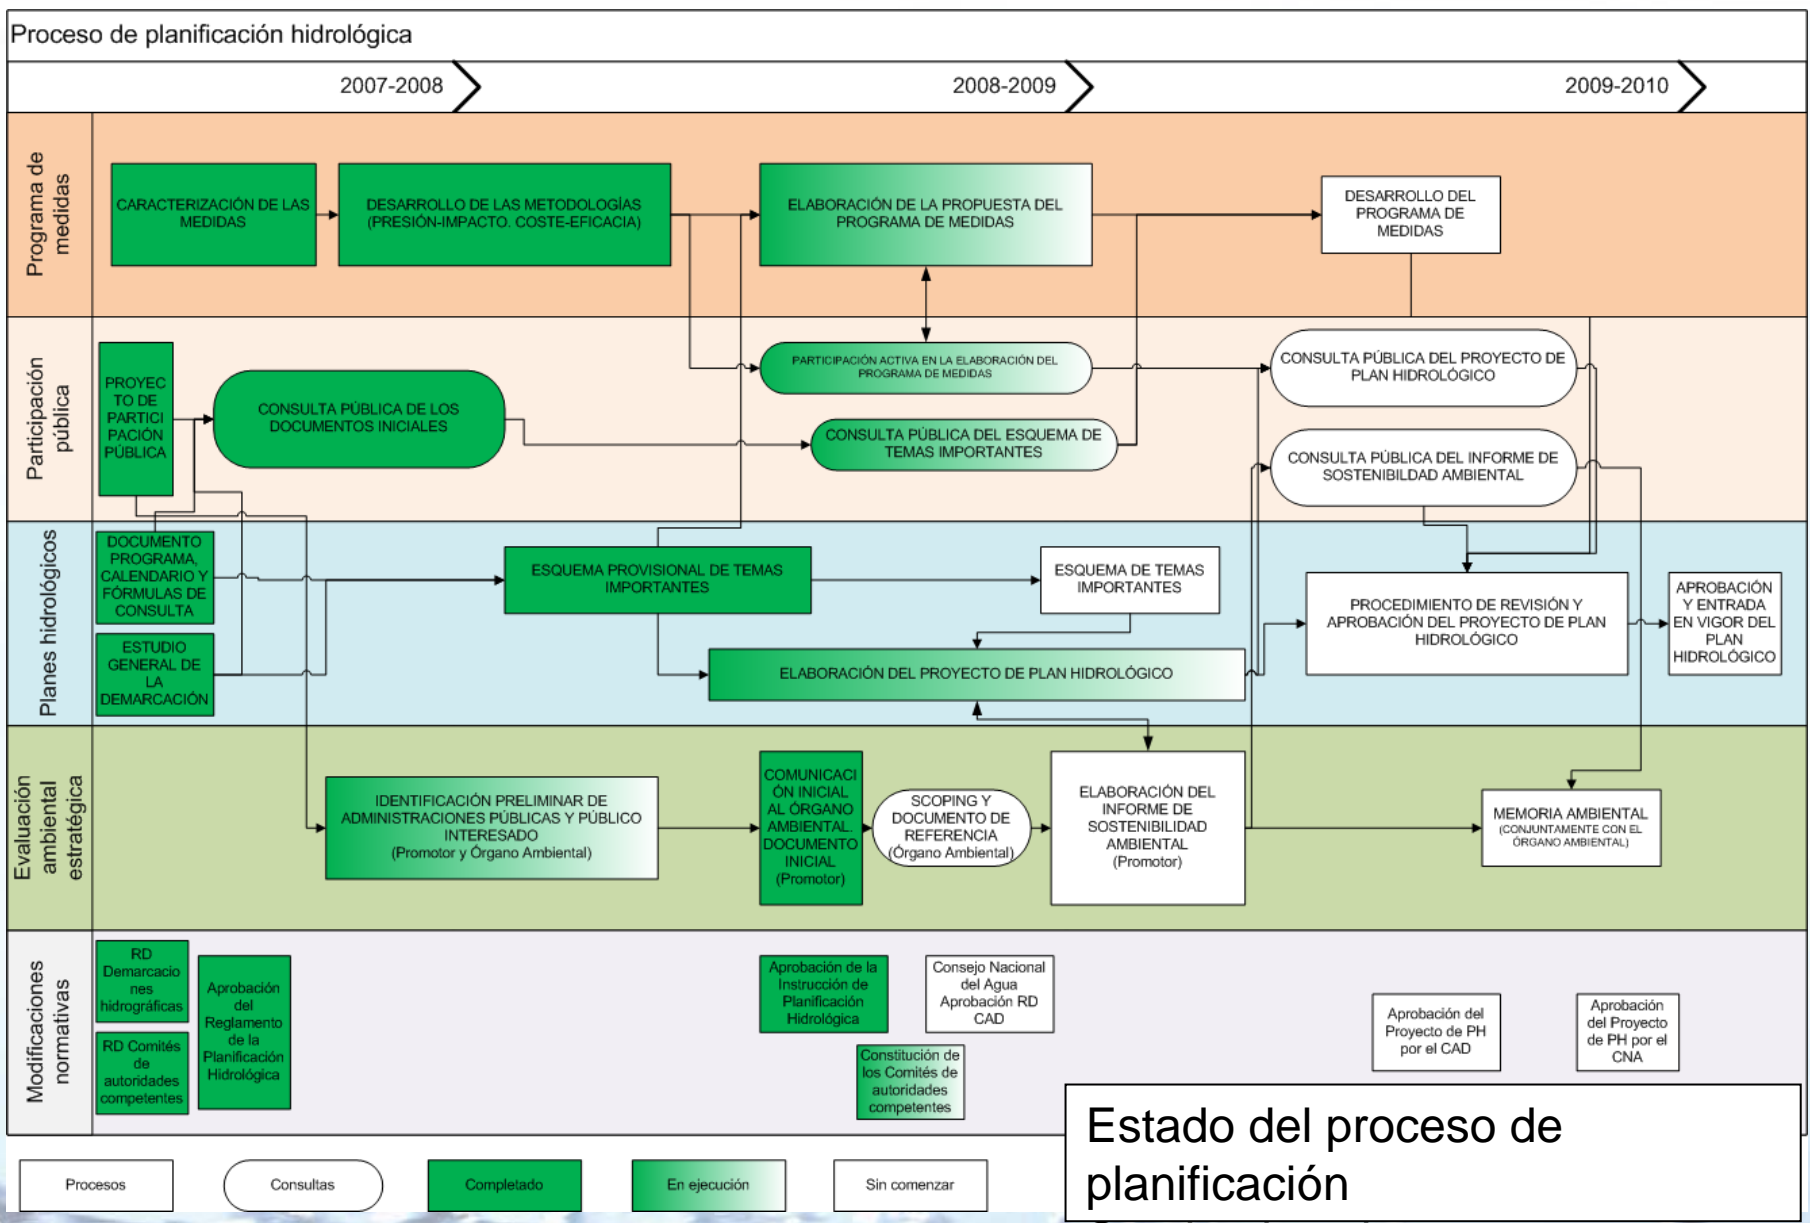 Proceso de planificación hidrológica
2007-2008
2008-2009
2009-2010
Programa de
medidas
CARACTERIZACIÓN DE LAS
MEDIDAS
DESARROLLO DE LAS METODOLOGÍAS
(PRESIÓN-IMPACTO. COSTE-EFICACIA)
ELABORACIÓN DE LA PROPUESTA DEL
PROGRAMA DE MEDIDAS
DESARROLLO DEL
PROGRAMA DE
MEDIDAS
Participación
pública
PROYEC
TO DE
PARTICI
PACIÓN
PÚBLICA
CONSULTA PÚBLICA DE LOS
DOCUMENTOS INICIALES
PARTICIPACIÓN ACTIVA EN LA ELABORACIÓN DEL
PROGRAMA DE MEDIDAS
CONSULTA PÚBLICA DEL ESQUEMA DE
TEMAS IMPORTANTES
CONSULTA PÚBLICA DEL PROYECTO DE
PLAN HIDROLÓGICO
CONSULTA PÚBLICA DEL INFORME DE
SOSTENIBILDAD AMBIENTAL
Planes hidrológicos
DOCUMENTO
PROGRAMA,
CALENDARIO Y
FÓRMULAS DE
CONSULTA
ESTUDIO
GENERAL DE
LA
DEMARCACIÓN
ESQUEMA PROVISIONAL DE TEMAS
IMPORTANTES
ESQUEMA DE TEMAS
IMPORTANTES
ELABORACIÓN DEL PROYECTO DE PLAN HIDROLÓGICO
PROCEDIMIENTO DE REVISIÓN Y
APROBACIÓN DEL PROYECTO DE PLAN
HIDROLÓGICO
APROBACIÓN
Y ENTRADA
EN VIGOR DEL
PLAN
HIDROLÓGICO
Evaluación
ambiental
estratégica
IDENTIFICACIÓN PRELIMINAR DE
ADMINISTRACIONES PÚBLICAS Y PÚBLICO
INTERESADO
(Promotor y Órgano Ambiental)
COMUNICACI
ÓN INICIAL
AL ÓRGANO
AMBIENTAL.
DOCUMENTO
INICIAL
(Promotor)
SCOPING Y
DOCUMENTO DE
REFERENCIA
(Órgano Ambiental)
ELABORACIÓN DEL
INFORME DE
SOSTENIBILIDAD
AMBIENTAL
(Promotor)
MEMORIA AMBIENTAL
(CONJUNTAMENTE CON EL
ÓRGANO AMBIENTAL)
Modificaciones
normativas
RD
Demarcacio
nes
hidrográficas
RD Comités
de
autoridades
competentes
Aprobación
del
Reglamento
de la
Planificación
Hidrológica
Aprobación de la
Instrucción de
Planificación
Hidrológica
Consejo Nacional
del Agua
Aprobación RD
CAD
Constitución de
los Comités de
autoridades
competentes
Aprobación del
Proyecto de PH
por el CAD
Aprobación
del Proyecto
de PH por el
CNA
Estado del proceso de
planificación
Procesos
Consultas
Completado
En ejecución
Sin comenzar